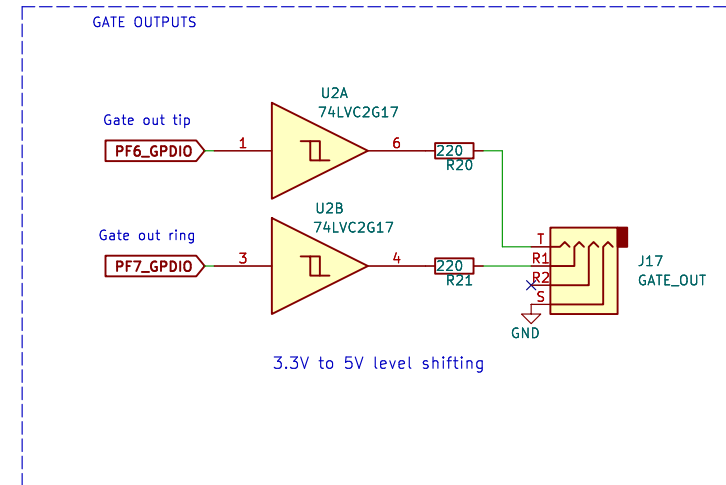 GATE OUTPUTS
U2A
74LVC2G17
Gate out tip
PF6_GPDIO
1
6
220
R20
U2B
74LVC2G17
Gate out ring
PF7_GPDIO
3
4
220
R21
T
R1
R2
S
J17
GATE_OUT
GND
3.3V to 5V level shifting